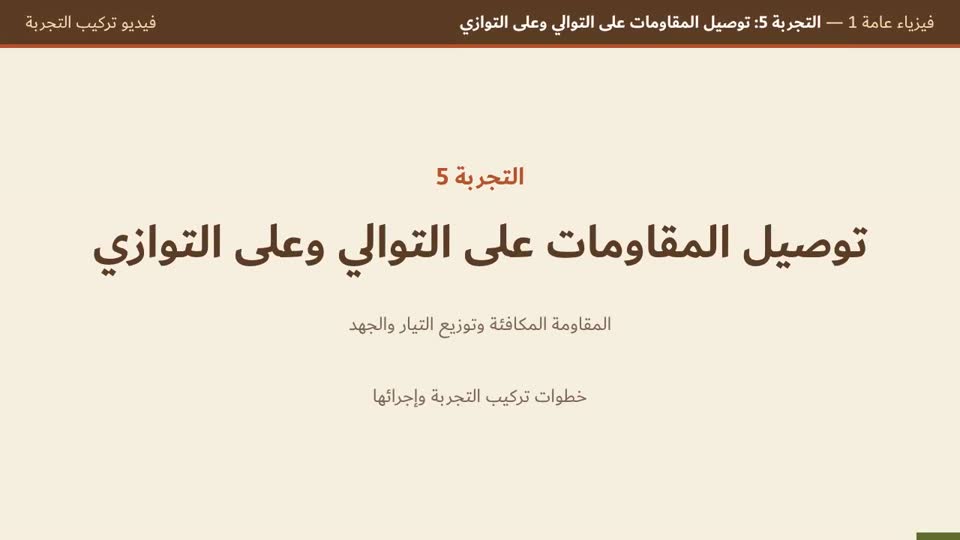 فيزياء عامة 1 — التجربة 5: توصيل المقاومات على التوالي وعلى التوازي
فيديو تركيب التجربة
التجربة 5
توصيل المقاومات على التوالي وعلى التوازي
المقاومة المكافئة وتوزيع التيار والجهد
خطوات تركيب التجربة وإجرائها